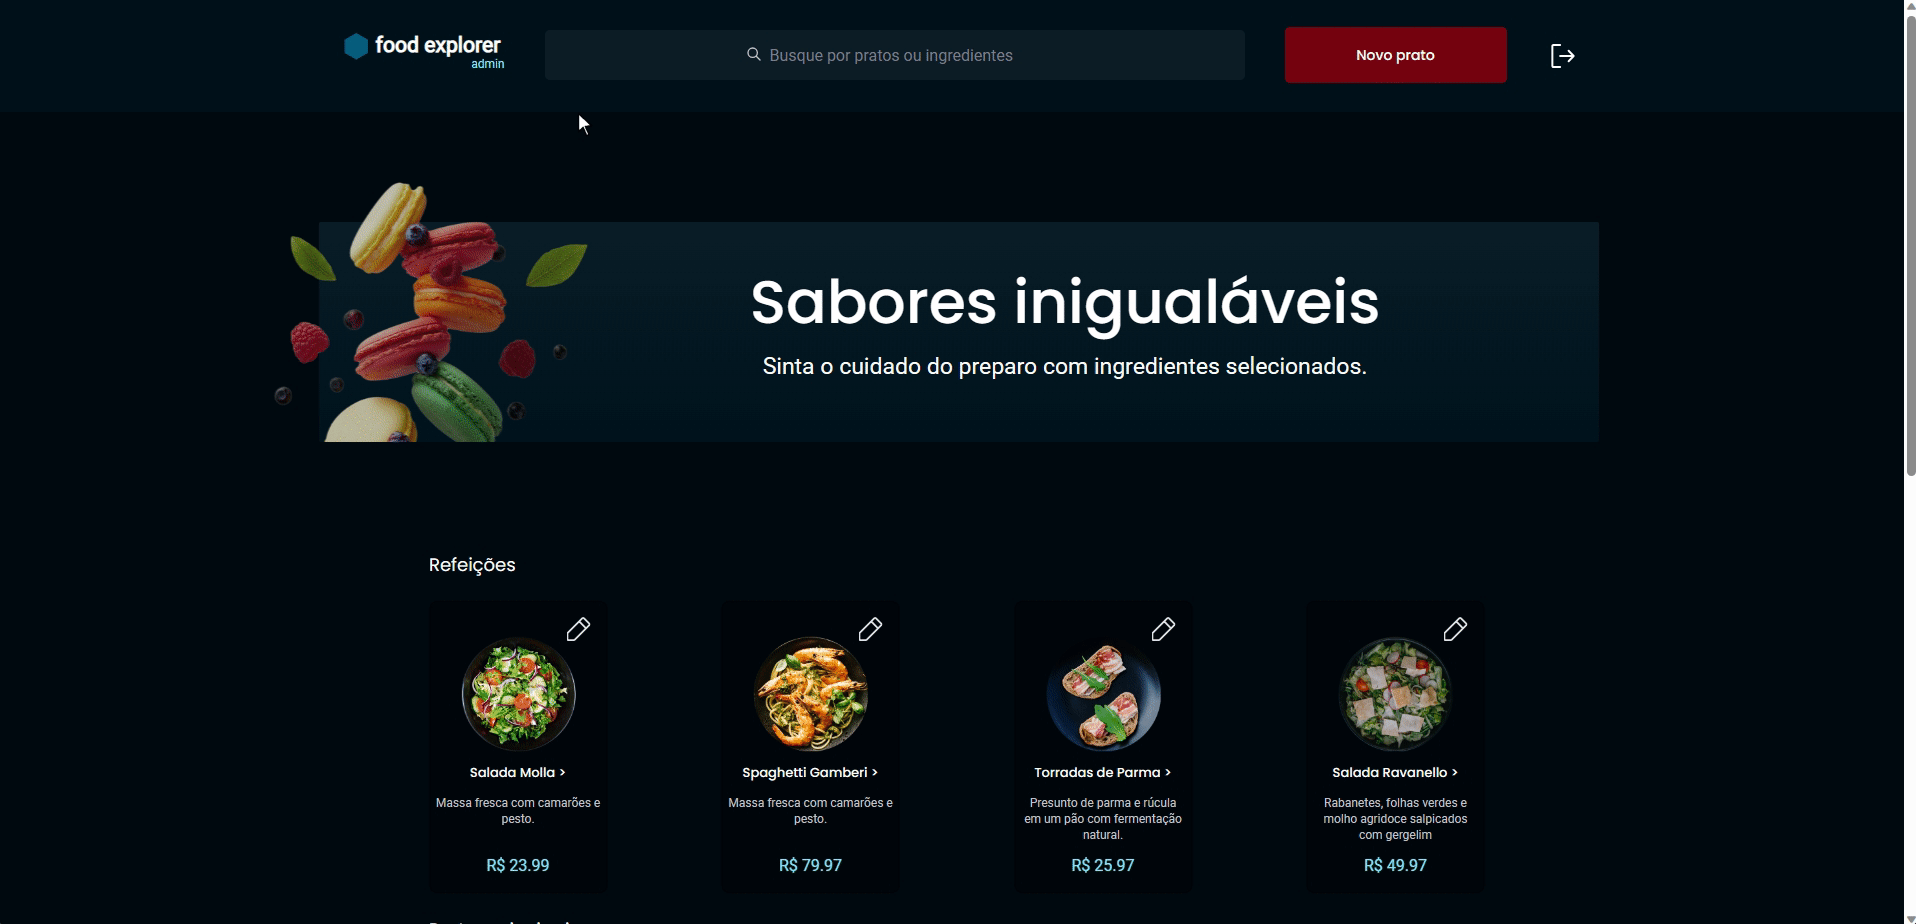 food explorer
admin
Busque por pratos ou ingredientes
Novo prato
Sabores inigualáveis
Sinta o cuidado do preparo com ingredientes selecionados.
Refeições
Salada Molla >
Massa fresca com camarões e
pesto.
R$ 23.99
Spaghetti Gamberi >
Massa fresca com camarões e
pesto.
R$ 79.97
Torradas de Parma >
Presunto de parma e rúcula
em um pão com fermentação
natural.
R$ 25.97
Salada Ravanello >
Rabanetes, folhas verdes e
molho agridoce salpicados
com gergelim
R$ 49.97